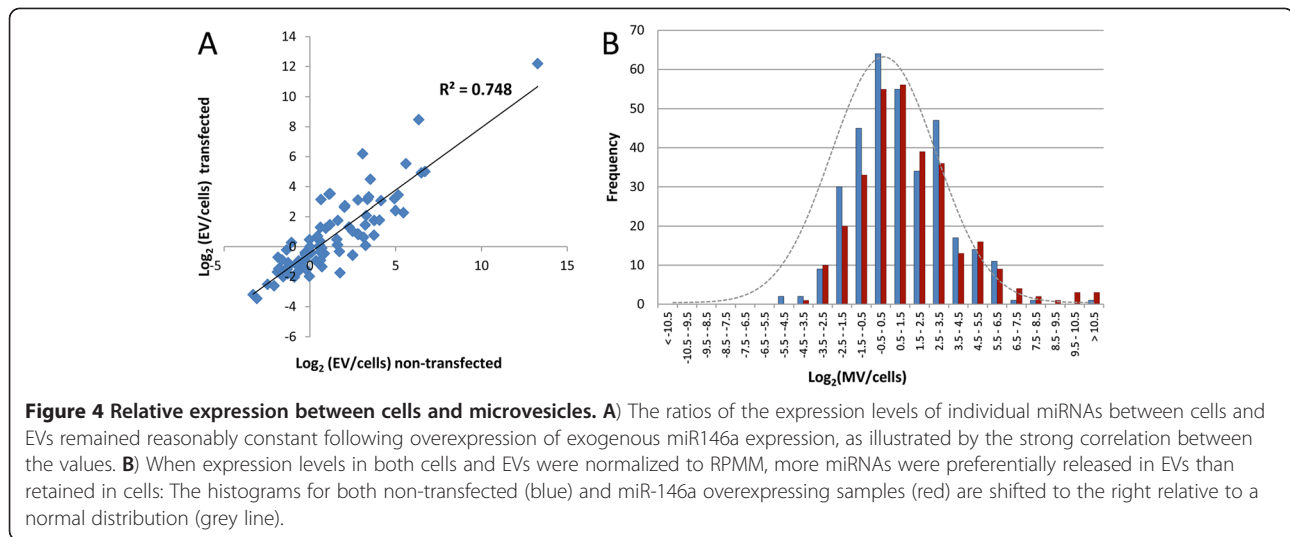 A
14
12
10
8
6
4
2
0
-2
-4
-6
-5
0
5
10
15
R² = 0.748
Log₂ (EV/cells) transfected
Log₂ (EV/cells) non-transfected
B
70
60
50
40
30
20
10
0
Frequency
< -10.5
-10.5 - -9.5
-9.5 - -8.5
-8.5 - -7.5
-7.5 - -6.5
-6.5 - -5.5
-5.5 - -4.5
-4.5 - -3.5
-3.5 - -2.5
-2.5 - -1.5
-1.5 - -0.5
-0.5 - 0.5
0.5 - 1.5
1.5 - 2.5
2.5 - 3.5
3.5 - 4.5
4.5 - 5.5
5.5 - 6.5
6.5 - 7.5
7.5 - 8.5
8.5 - 9.5
9.5 - 10.5
> 10.5
Log₂(MV/cells)
Figure 4 Relative expression between cells and microvesicles. A) The ratios of the expression levels of individual miRNAs between cells and
EVs remained reasonably constant following overexpression of exogenous miR146a expression, as illustrated by the strong correlation between
the values. B) When expression levels in both cells and EVs were normalized to RPMM, more miRNAs were preferentially released in EVs than
retained in cells: The histograms for both non-transfected (blue) and miR-146a overexpressing samples (red) are shifted to the right relative to a
normal distribution (grey line).